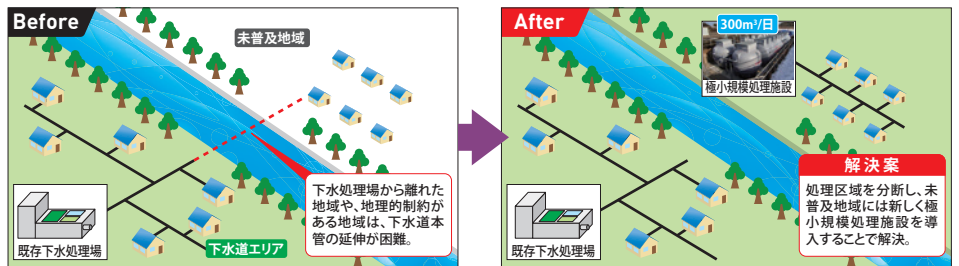 Before
未普及地域
下水処理場から離れた
地域や、地理的制約が
ある地域は、下水道本
管の延伸が困難。
既存下水処理場
下水道エリア
After
300m³/日
極小規模処理施設
解決案
処理区域を分断し、未
普及地域には新しく極
小規模処理施設を導
入することで解決。
既存下水処理場